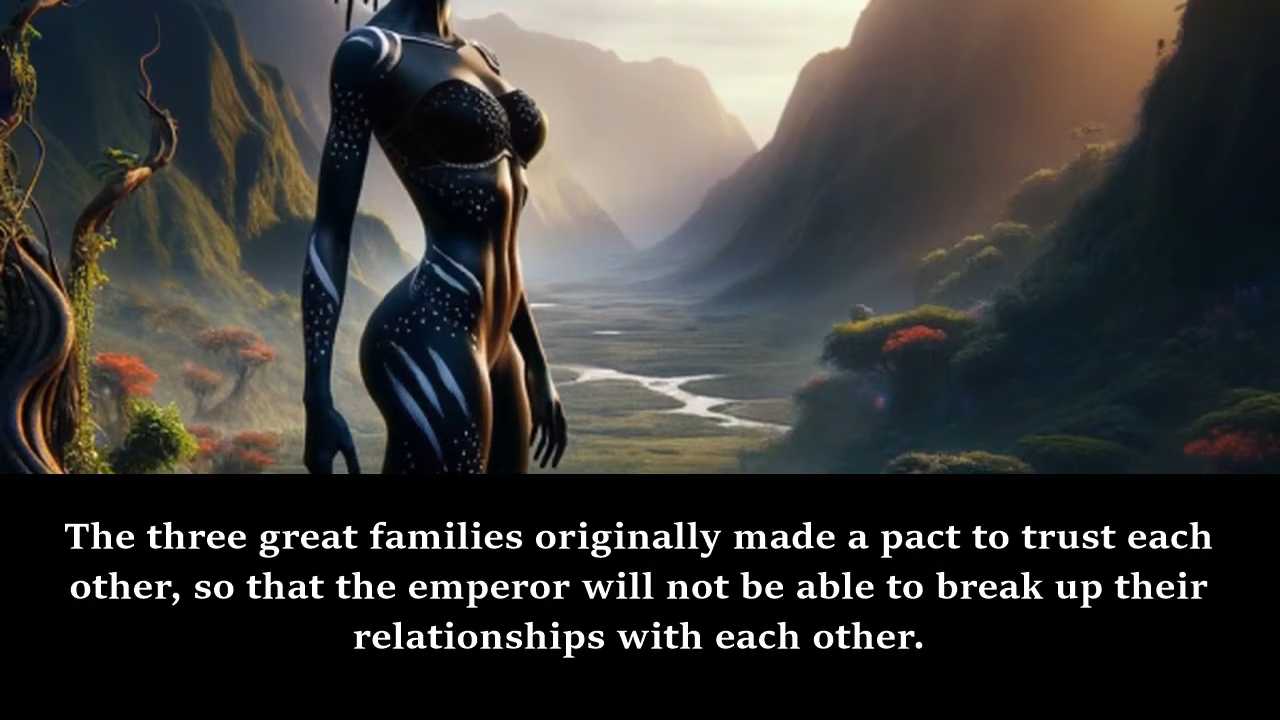 The three great families originally made a pact to trust each
other, so that the emperor will not be able to break up their
relationships with each other.